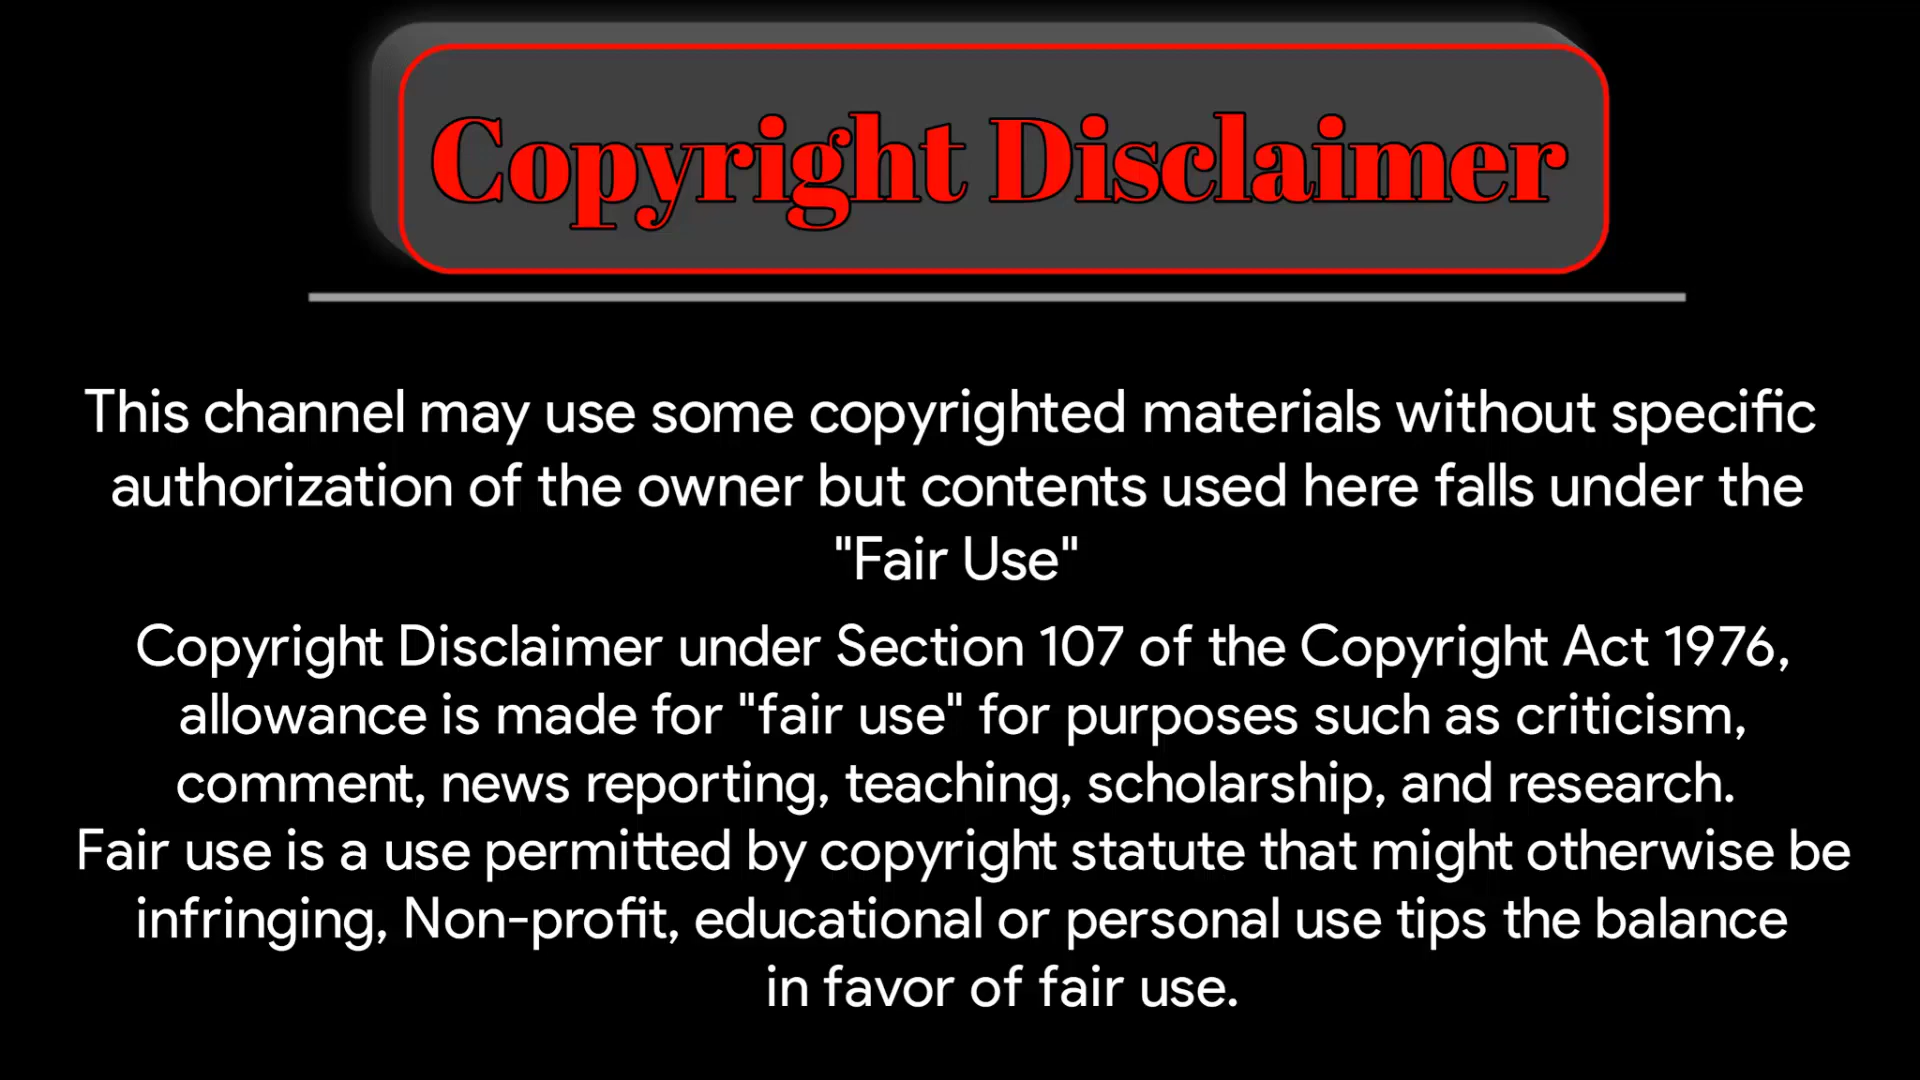 Copyright Disclaimer
This channel may use some copyrighted materials without specific
authorization of the owner but contents used here falls under the
"Fair Use"
Copyright Disclaimer under Section 107 of the Copyright Act 1976,
allowance is made for "fair use" for purposes such as criticism,
comment, news reporting, teaching, scholarship, and research.
Fair use is a use permitted by copyright statute that might otherwise be
infringing, Non-profit, educational or personal use tips the balance
in favor of fair use.